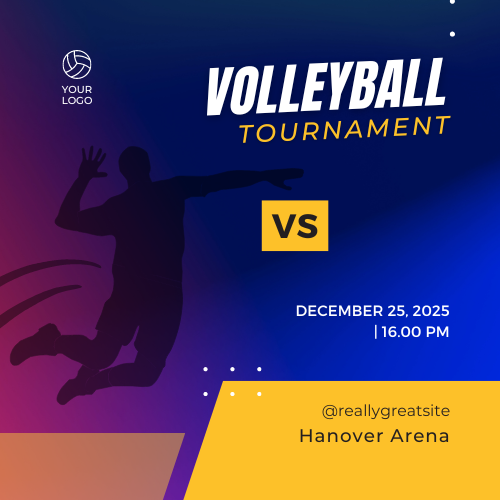 YOUR
LOGO
VOLLEYBALL
TOURNAMENT
VS
DECEMBER 25, 2025
| 16.00 PM
@reallygreatsite
Hanover Arena